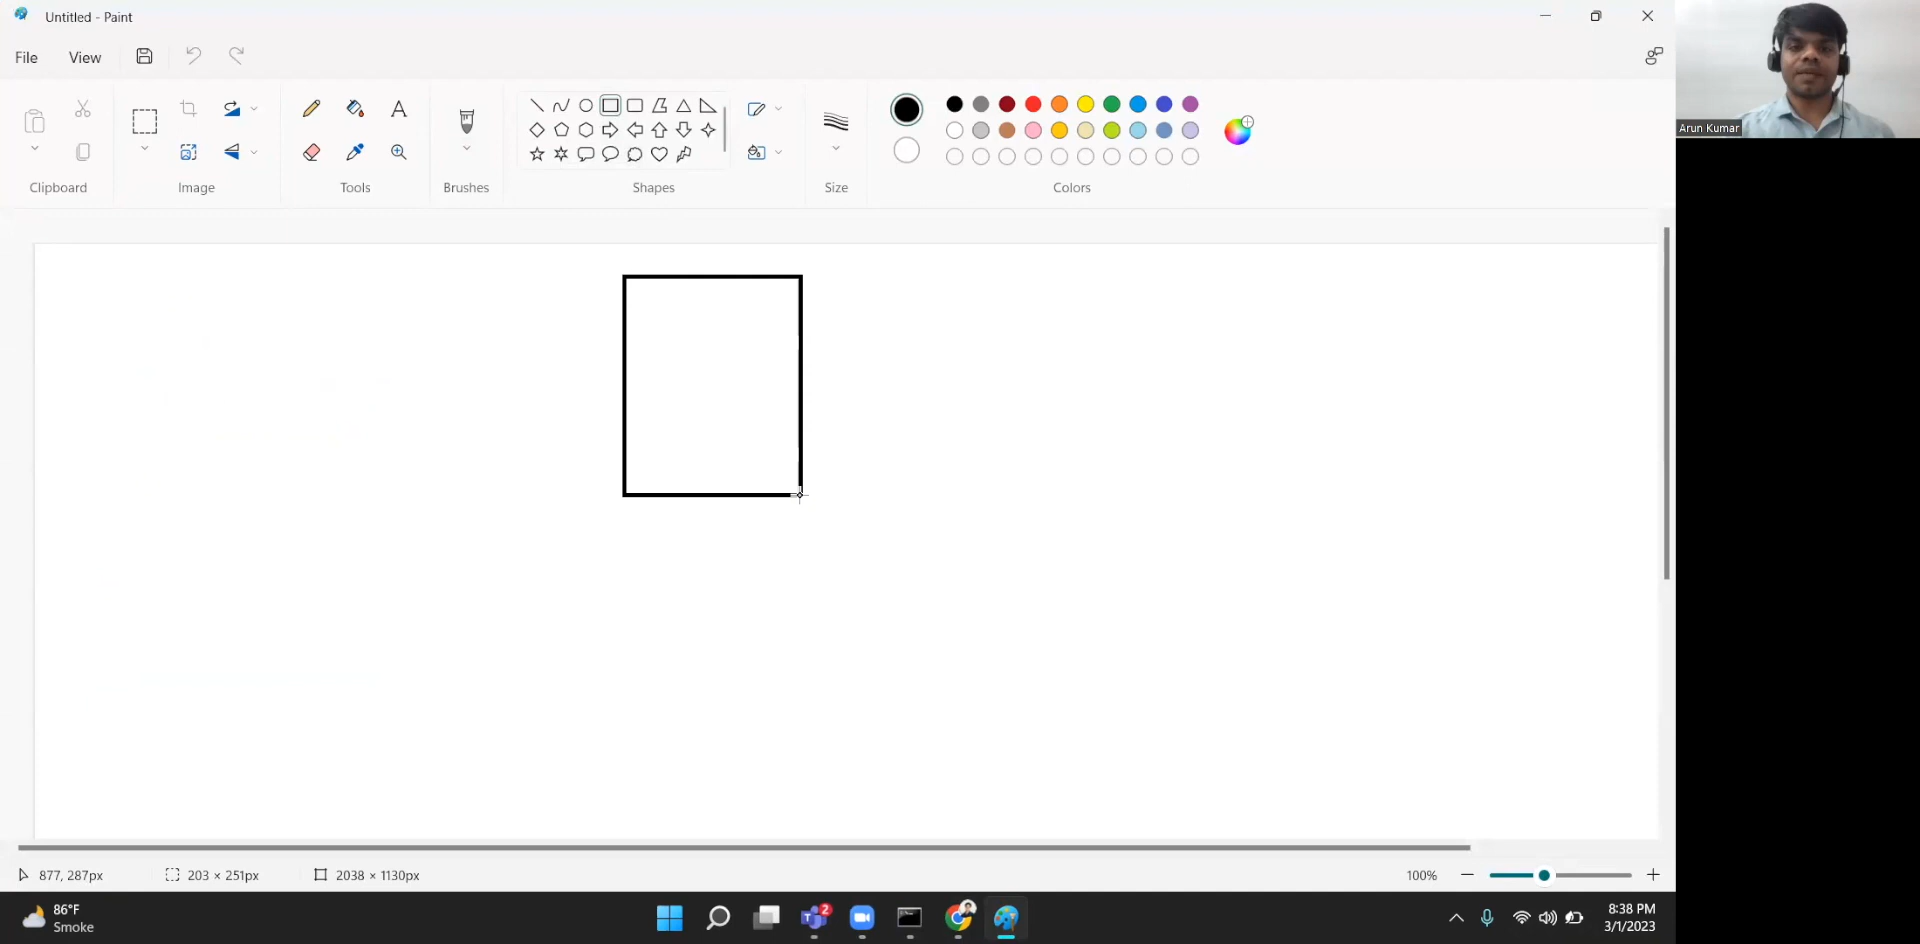 Untitled - Paint
File View
Clipboard
Image
Tools
Brushes
Shapes
Size
Colors
Arun Kumar
877, 287px
203 × 251px
2038 × 1130px
100%
86°F
Smoke
2
8:38 PM
3/1/2023